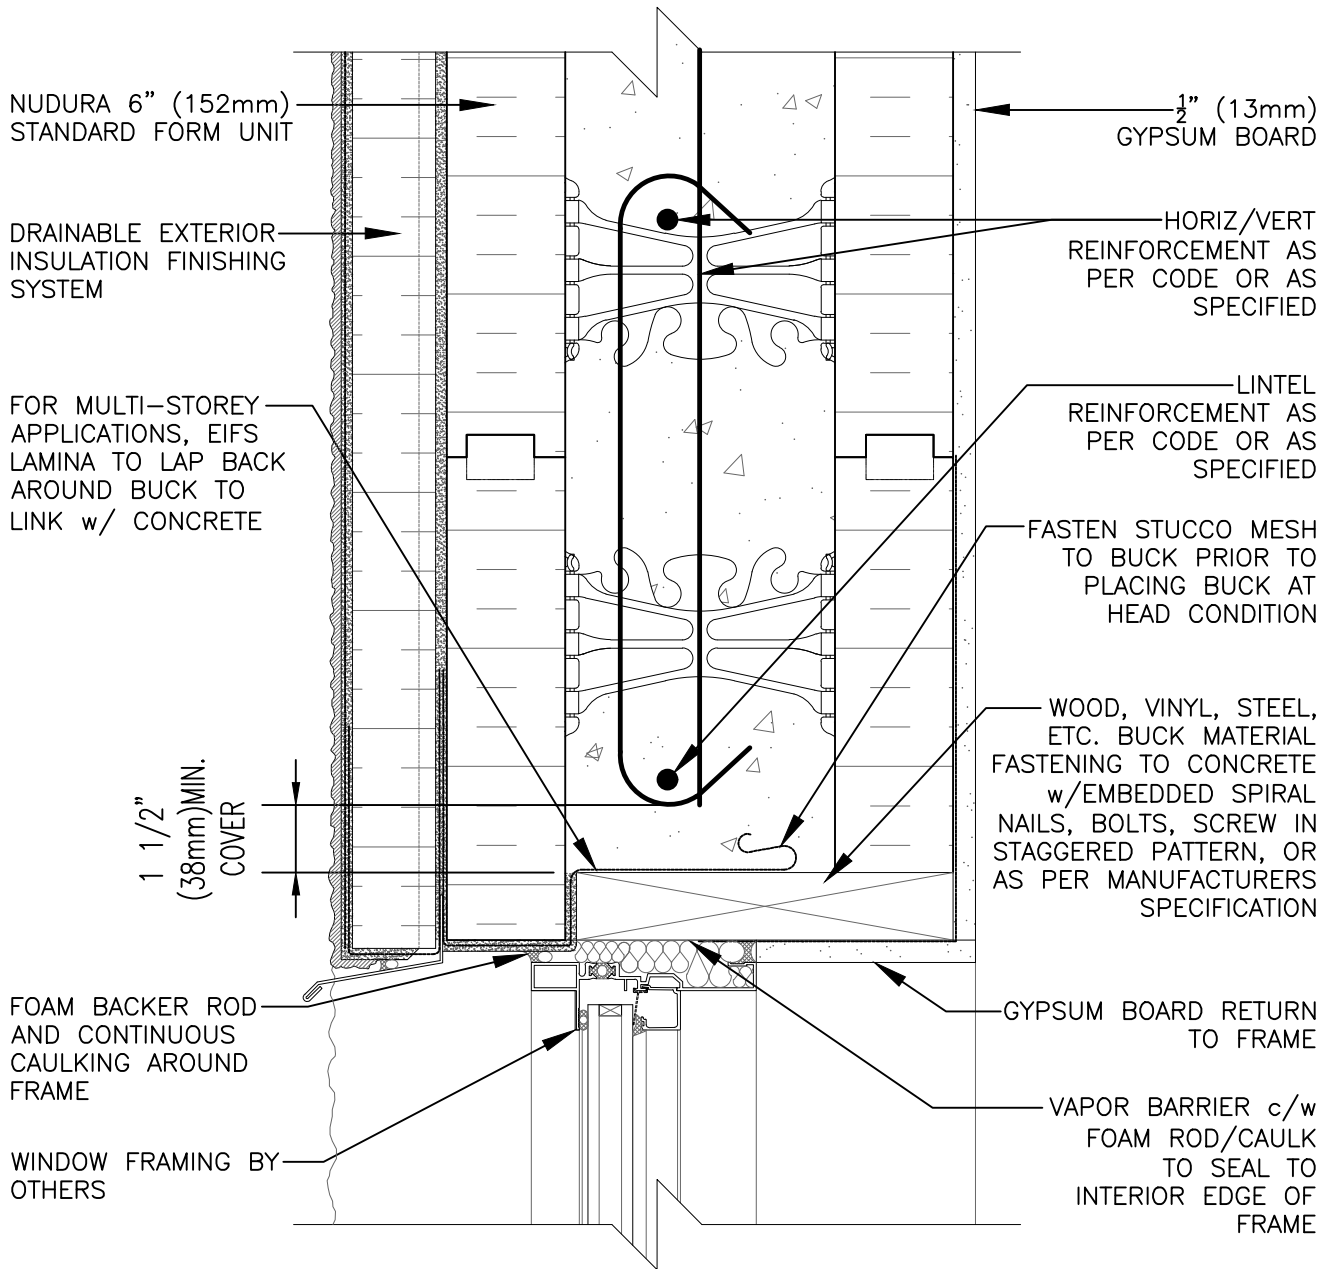 NUDURA 6” (152mm)
STANDARD FORM UNIT
DRAINABLE EXTERIOR
INSULATION FINISHING
SYSTEM
FOR MULTI-STOREY
APPLICATIONS, EIFS
LAMINA TO LAP BACK
AROUND BUCK TO
LINK w/ CONCRETE
1 1/2”
(38mm)MIN.
COVER
FOAM BACKER ROD
AND CONTINUOUS
CAULKING AROUND
FRAME
WINDOW FRAMING BY
OTHERS
½” (13mm)
GYPSUM BOARD
HORIZ/VERT
REINFORCEMENT AS
PER CODE OR AS
SPECIFIED
LINTEL
REINFORCEMENT AS
PER CODE OR AS
SPECIFIED
FASTEN STUCCO MESH
TO BUCK PRIOR TO
PLACING BUCK AT
HEAD CONDITION
WOOD, VINYL, STEEL,
ETC. BUCK MATERIAL
FASTENING TO CONCRETE
w/EMBEDDED SPIRAL
NAILS, BOLTS, SCREW IN
STAGGERED PATTERN, OR
AS PER MANUFACTURERS
SPECIFICATION
GYPSUM BOARD RETURN
TO FRAME
VAPOR BARRIER c/w
FOAM ROD/CAULK
TO SEAL TO
INTERIOR EDGE OF
FRAME